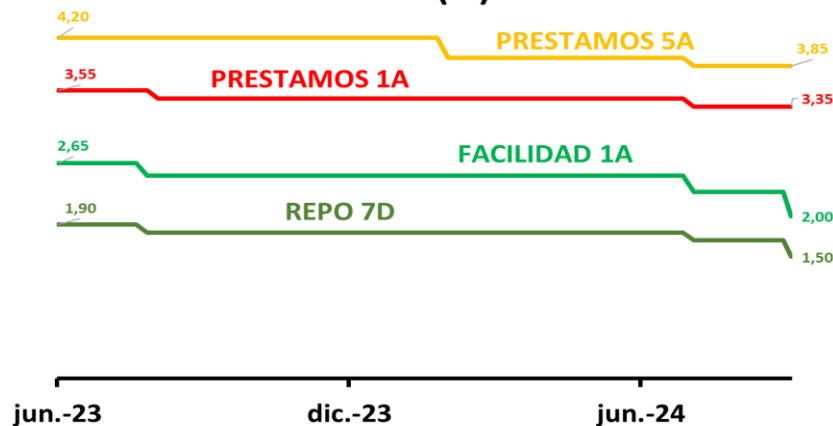 4,20
PRESTAMOS 5A
3,85
3,55
PRESTAMOS 1A
3,35
2,65
FACILIDAD 1A
2,00
1,90
REPO 7D
1,50
jun.-23
dic.-23
jun.-24